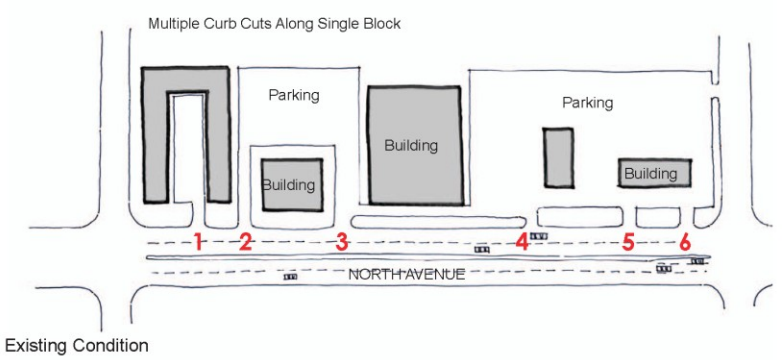 Multiple Curb Cuts Along Single Block
Parking
Parking
Building
Building
Building
1 2 3 4 5 6
NORTH AVENUE
Existing Condition